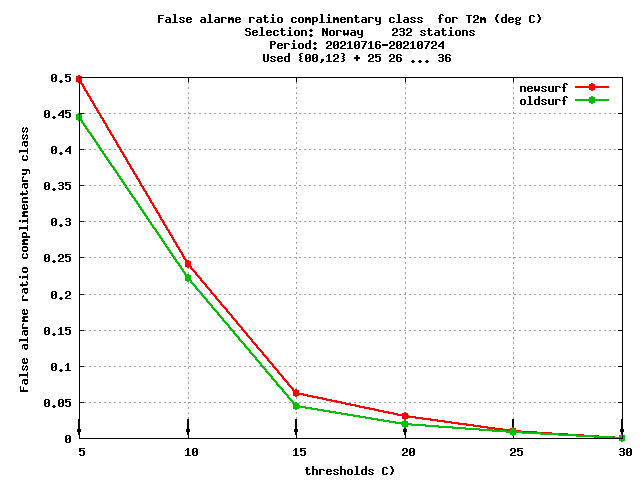 False alarme ratio complimentary class  for T2m (deg C)
Selection: Norway    232 stations
Period: 20210716-20210724
Used {00,12} + 25 26 ... 36
newsurf
oldsurf
False alarme ratio complimentary class
0.5
0.45
0.4
0.35
0.3
0.25
0.2
0.15
0.1
0.05
0
5 10 15 20 25 30
thresholds C)